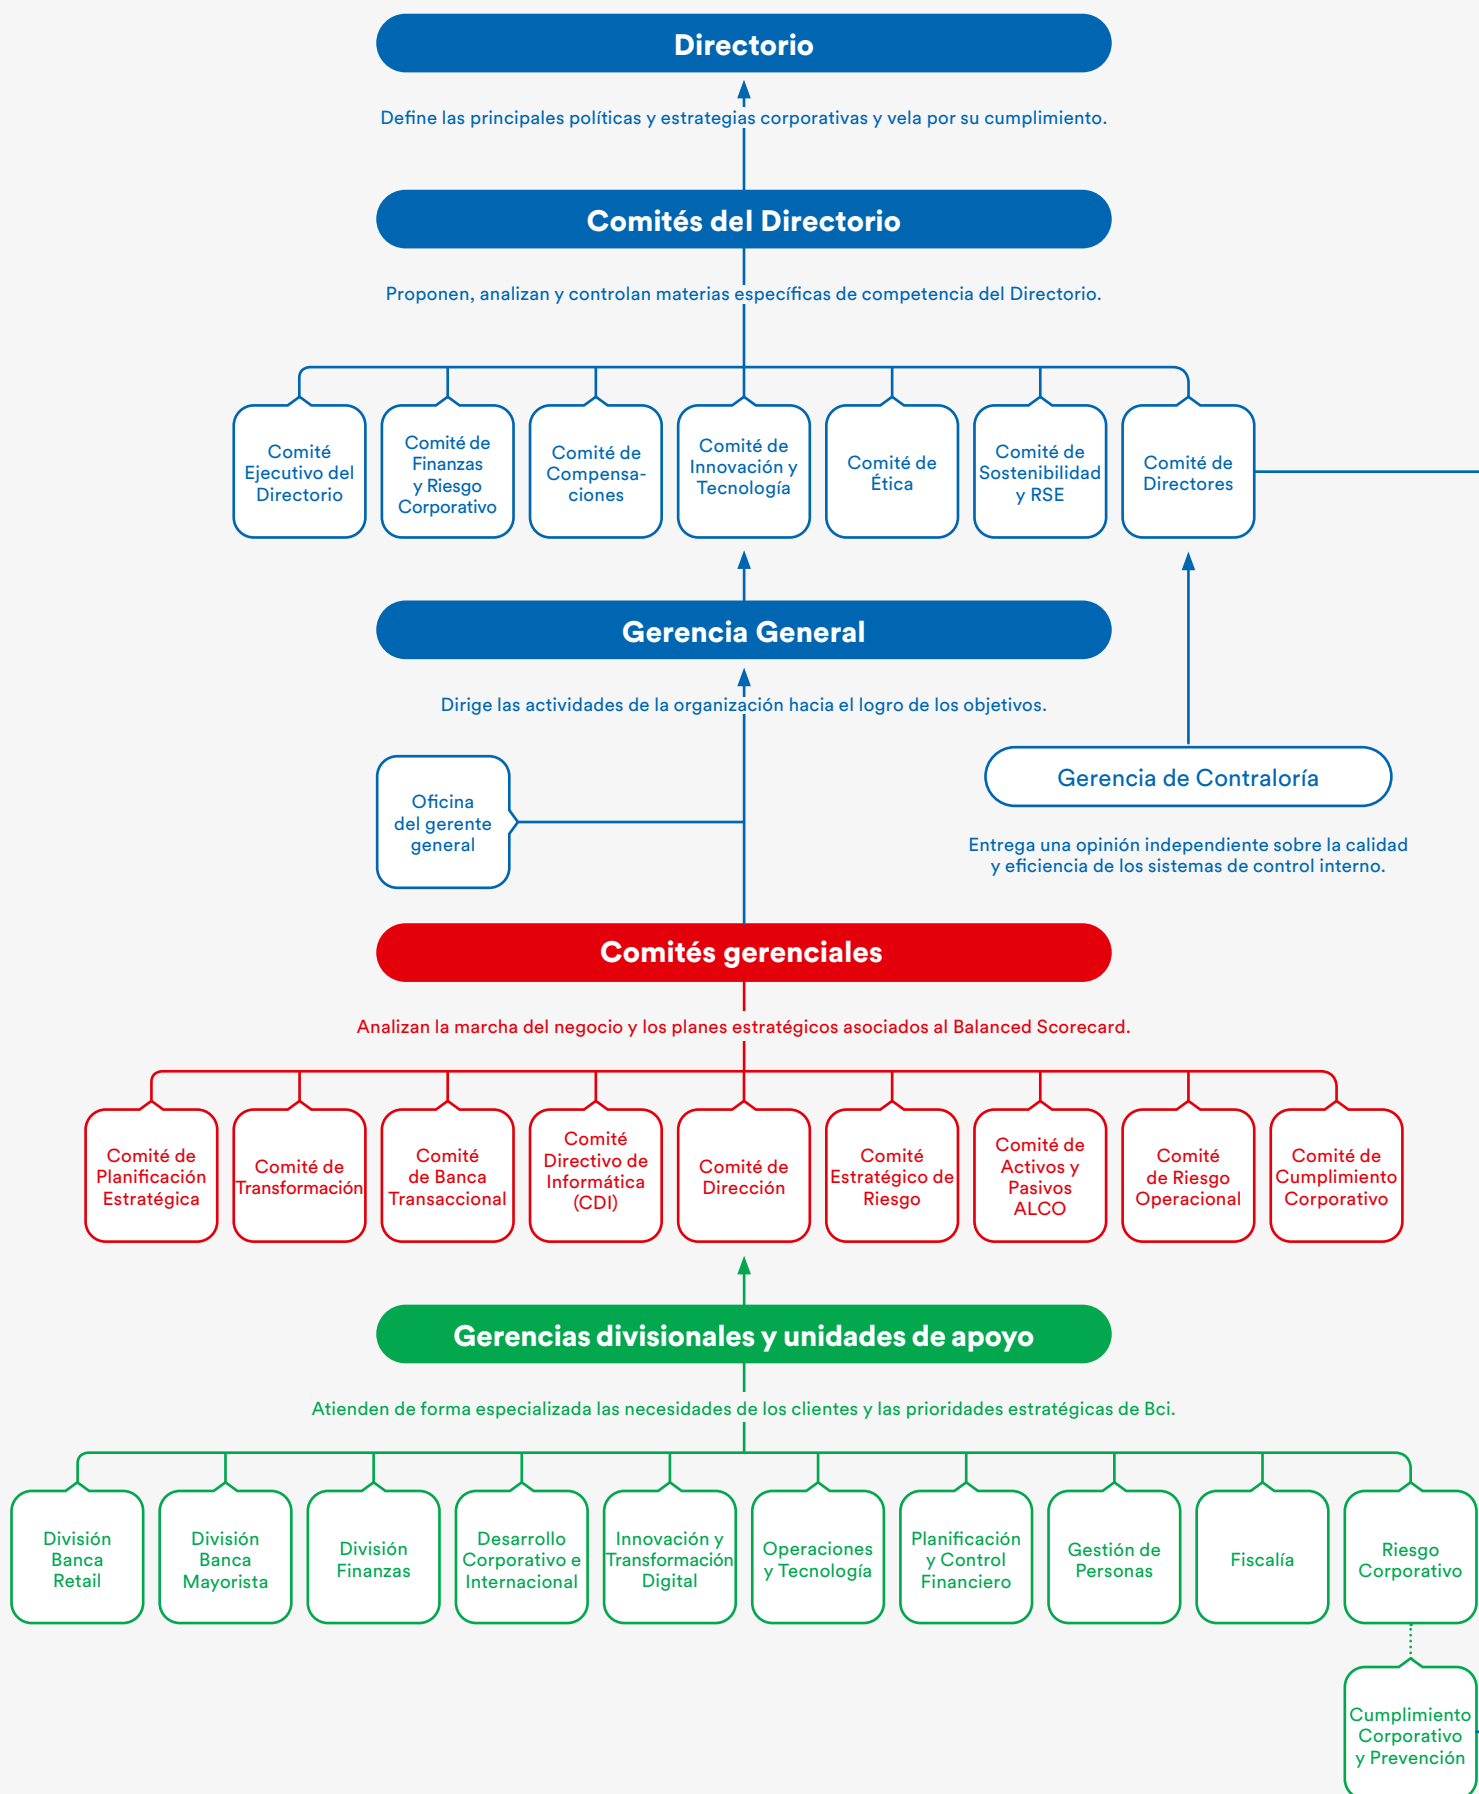 Directorio
Define las principales políticas y estrategias corporativas y vela por su cumplimiento.
Comités del Directorio
Proponen, analizan y controlan materias específicas de competencia del Directorio.
Comité
Ejecutivo del
Directorio
Comité de
Finanzas
y Riesgo
Corporativo
Comité de
Compensa-
ciones
Comité de
Innovación y
Tecnología
Comité de
Ética
Comité de
Sostenibilidad
y RSE
Comité de
Directores
Gerencia General
Dirige las actividades de la organización hacia el logro de los objetivos.
Oficina
del gerente
general
Gerencia de Contraloría
Entrega una opinión independiente sobre la calidad
y eficiencia de los sistemas de control interno.
Comités gerenciales
Analizan la marcha del negocio y los planes estratégicos asociados al Balanced Scorecard.
Comité de
Planificación
Estratégica
Comité de
Transformación
Comité
de Banca
Transaccional
Comité
Directivo de
Informática
(CDI)
Comité de
Dirección
Comité
Estratégico de
Riesgo
Comité de
Activos y
Pasivos
ALCO
Comité
de Riesgo
Operacional
Comité de
Cumplimiento
Corporativo
Gerencias divisionales y unidades de apoyo
Atienden de forma especializada las necesidades de los clientes y las prioridades estratégicas de Bci.
División
Banca
Retail
División
Banca
Mayorista
División
Finanzas
Desarrollo
Corporativo e
Internacional
Innovación y
Transformación
Digital
Operaciones
y Tecnología
Planificación
y Control
Financiero
Gestión de
Personas
Fiscalía
Riesgo
Corporativo
Cumplimiento
Corporativo
y Prevención